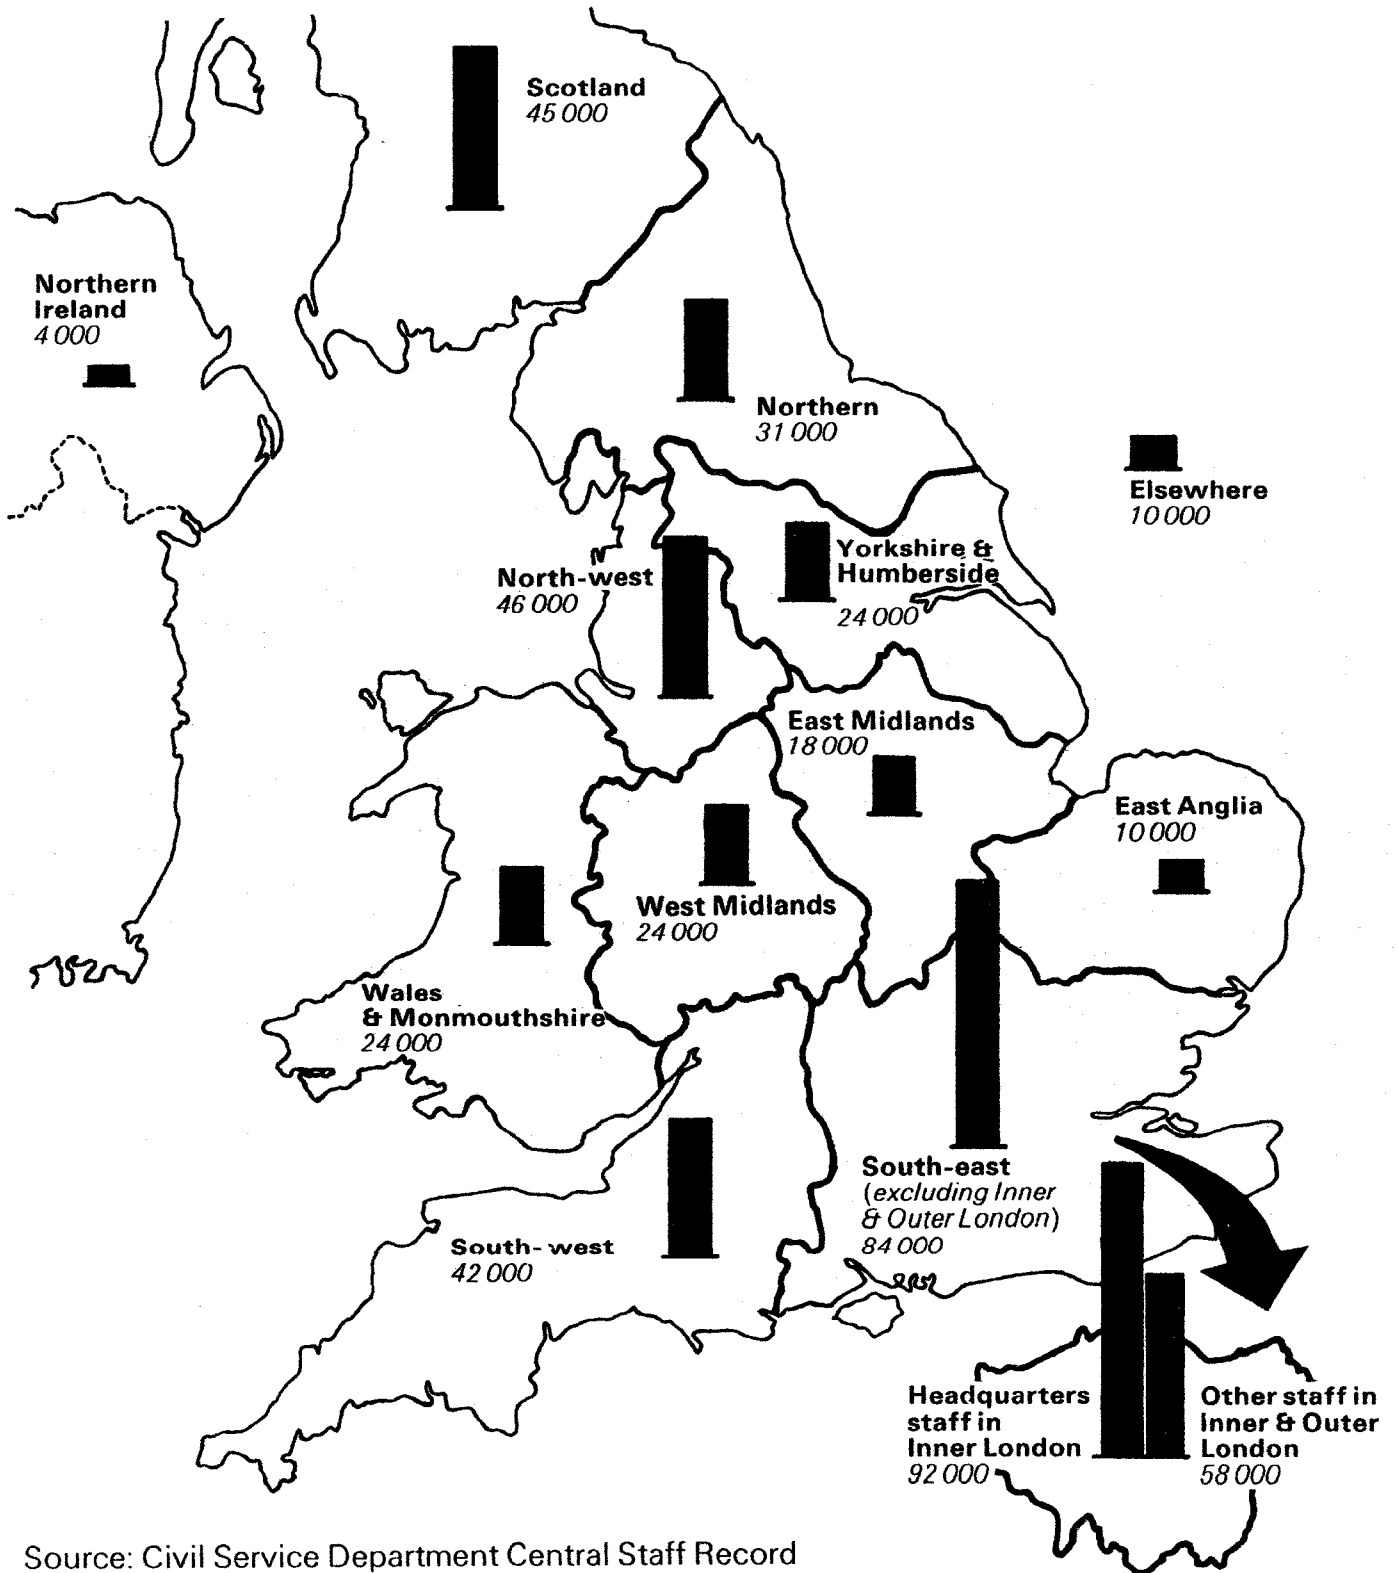 Scotland
45 000
Northern
Ireland
4 000
Northern
31 000
Elsewhere
10 000
Yorkshire &
Humberside
24 000
North-west
46 000
East Midlands
18 000
East Anglia
10 000
West Midlands
24 000
Wales
& Monmouthshire
24 000
South-east
(excluding Inner
& Outer London)
84 000
South-west
42 000
Headquarters
staff in
Inner London
92 000
Other staff in
Inner & Outer
London
58 000
Source: Civil Service Department Central Staff Record